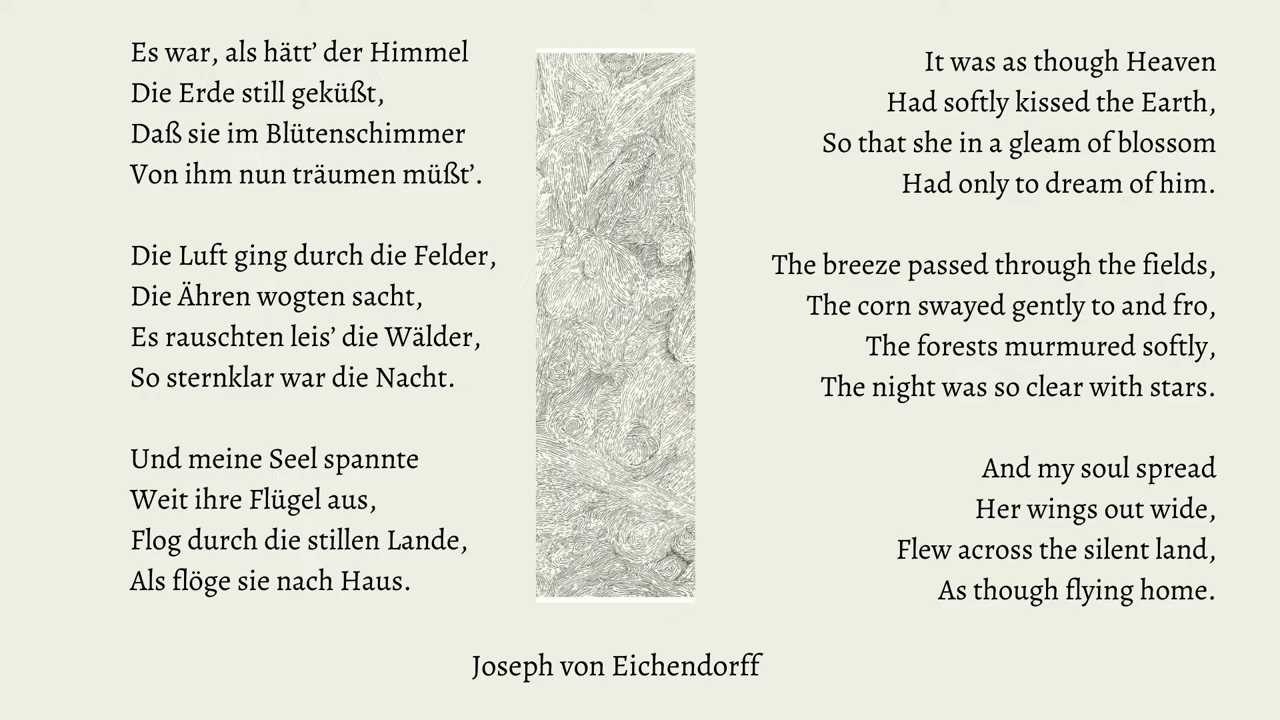 Es war, als hätt’ der Himmel
Die Erde still geküßt,
Daß sie im Blütenschimmer
Von ihm nun träumen müßt’.

Die Luft ging durch die Felder,
Die Ähren wogten sacht,
Es rauschten leis’ die Wälder,
So sternklar war die Nacht.

Und meine Seel spannte
Weit ihre Flügel aus,
Flog durch die stillen Lande,
Als flöge sie nach Haus.

It was as though Heaven
Had softly kissed the Earth,
So that she in a gleam of blossom
Had only to dream of him.

The breeze passed through the fields,
The corn swayed gently to and fro,
The forests murmured softly,
The night was so clear with stars.

And my soul spread
Her wings out wide,
Flew across the silent land,
As though flying home.

Joseph von Eichendorff